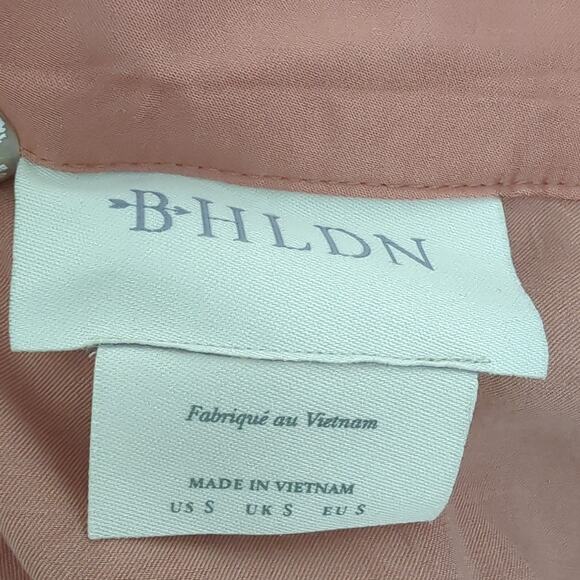 BHLDN
Fabriqué au Vietnam
MADE IN VIETNAM
US S UK S EU S